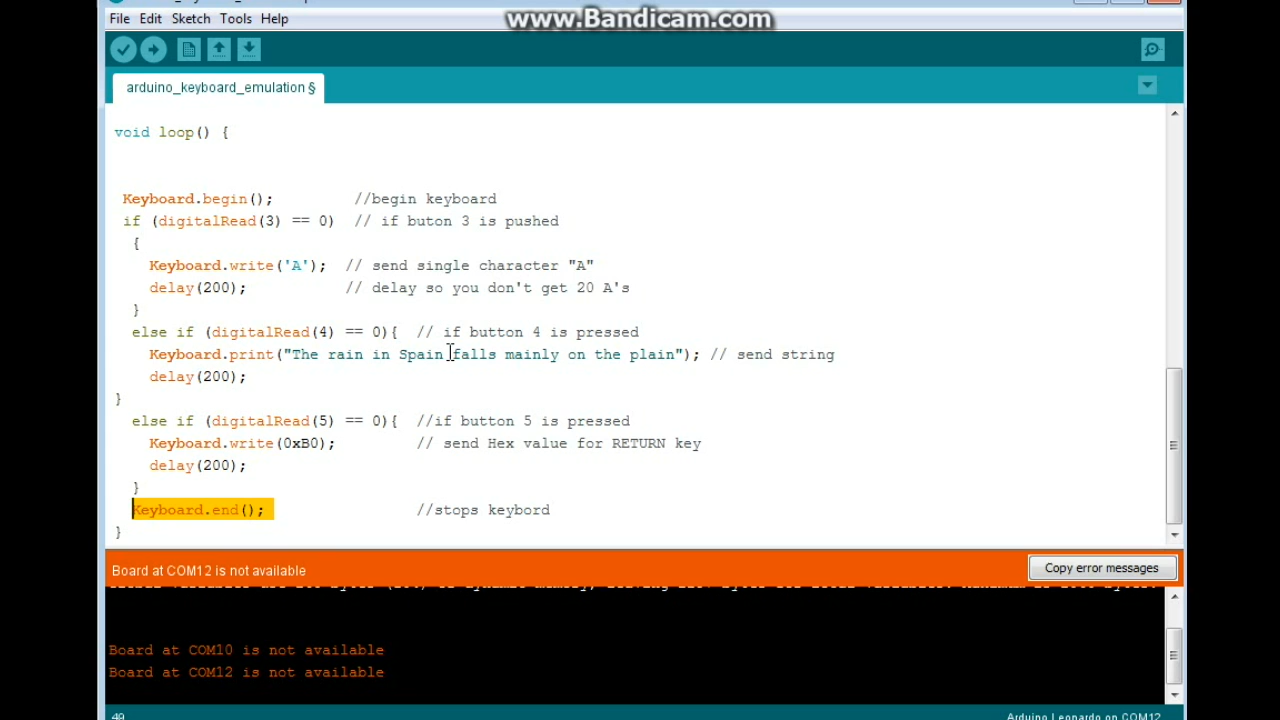 www.Bandicam.com
File Edit Sketch Tools Help
arduino_keyboard_emulation §
void loop() {
Keyboard.begin(); //begin keyboard
if (digitalRead(3) == 0) // if buton 3 is pushed
{
Keyboard.write('A'); // send single character "A"
delay(200); // delay so you don't get 20 A's
}
else if (digitalRead(4) == 0){ // if button 4 is pressed
Keyboard.print("The rain in Spain falls mainly on the plain"); // send string
delay(200);
}
else if (digitalRead(5) == 0){ //if button 5 is pressed
Keyboard.write(0xB0); // send Hex value for RETURN key
delay(200);
}
Keyboard.end(); //stops keybord
}
Board at COM12 is not available
Copy error messages
Board at COM10 is not available
Board at COM12 is not available
Arduino Leonardo on COM12